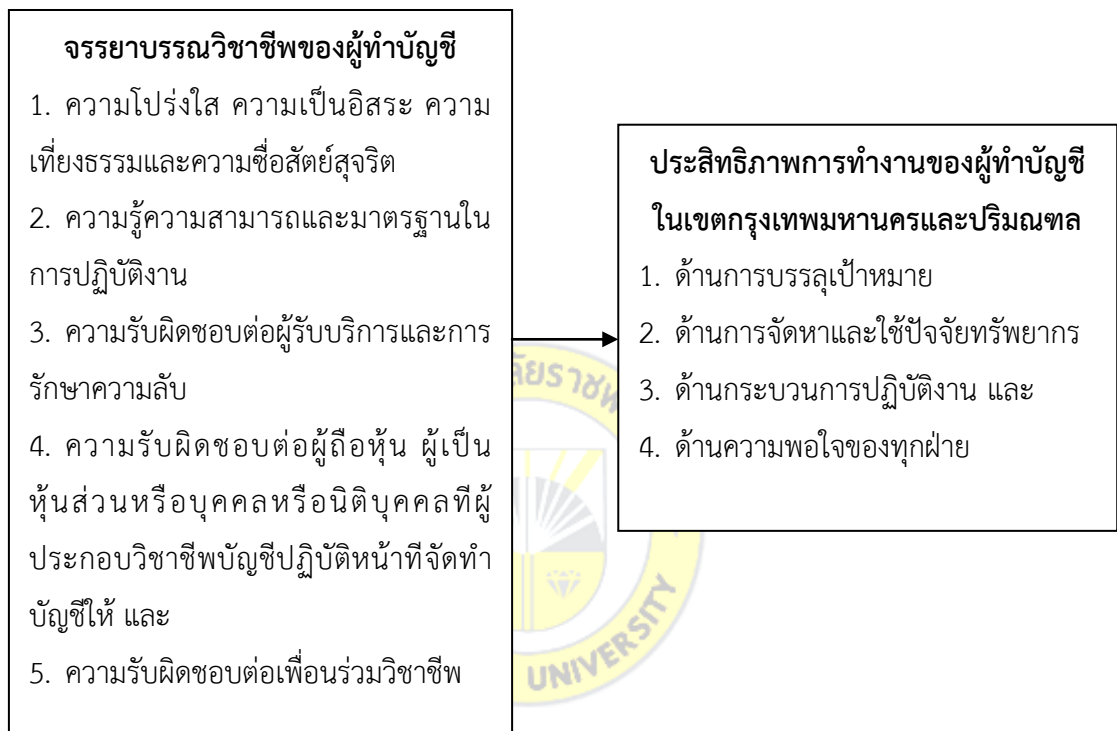 จรรยาบรรณวิชาชีพของผู้ทำบัญชี
1. ความโปร่งใส ความเป็นอิสระ ความ
เที่ยงธรรมและความซื่อสัตย์สุจริต
2. ความรู้ความสามารถและมาตรฐานใน
การปฏิบัติงาน
3. ความรับผิดชอบต่อผู้รับบริการและการ
รักษาความลับ
4. ความรับผิดชอบต่อผู้ถือหุ้น ผู้เป็น
หุ้นส่วนหรือบุคคลหรือนิติบุคคลทีผู้
ประกอบวิชาชีพบัญชีปฏิบัติหน้าทีจัดทำ
บัญชีให้ และ
5. ความรับผิดชอบต่อเพื่อนร่วมวิชาชีพ
ประสิทธิภาพการทำงานของผู้ทำบัญชี
ในเขตกรุงเทพมหานครและปริมณฑล
1. ด้านการบรรลุเป้าหมาย
2. ด้านการจัดหาและใช้ปัจจัยทรัพยากร
3. ด้านกระบวนการปฏิบัติงาน และ
4. ด้านความพอใจของทุกฝ่าย
UNIVERSITY